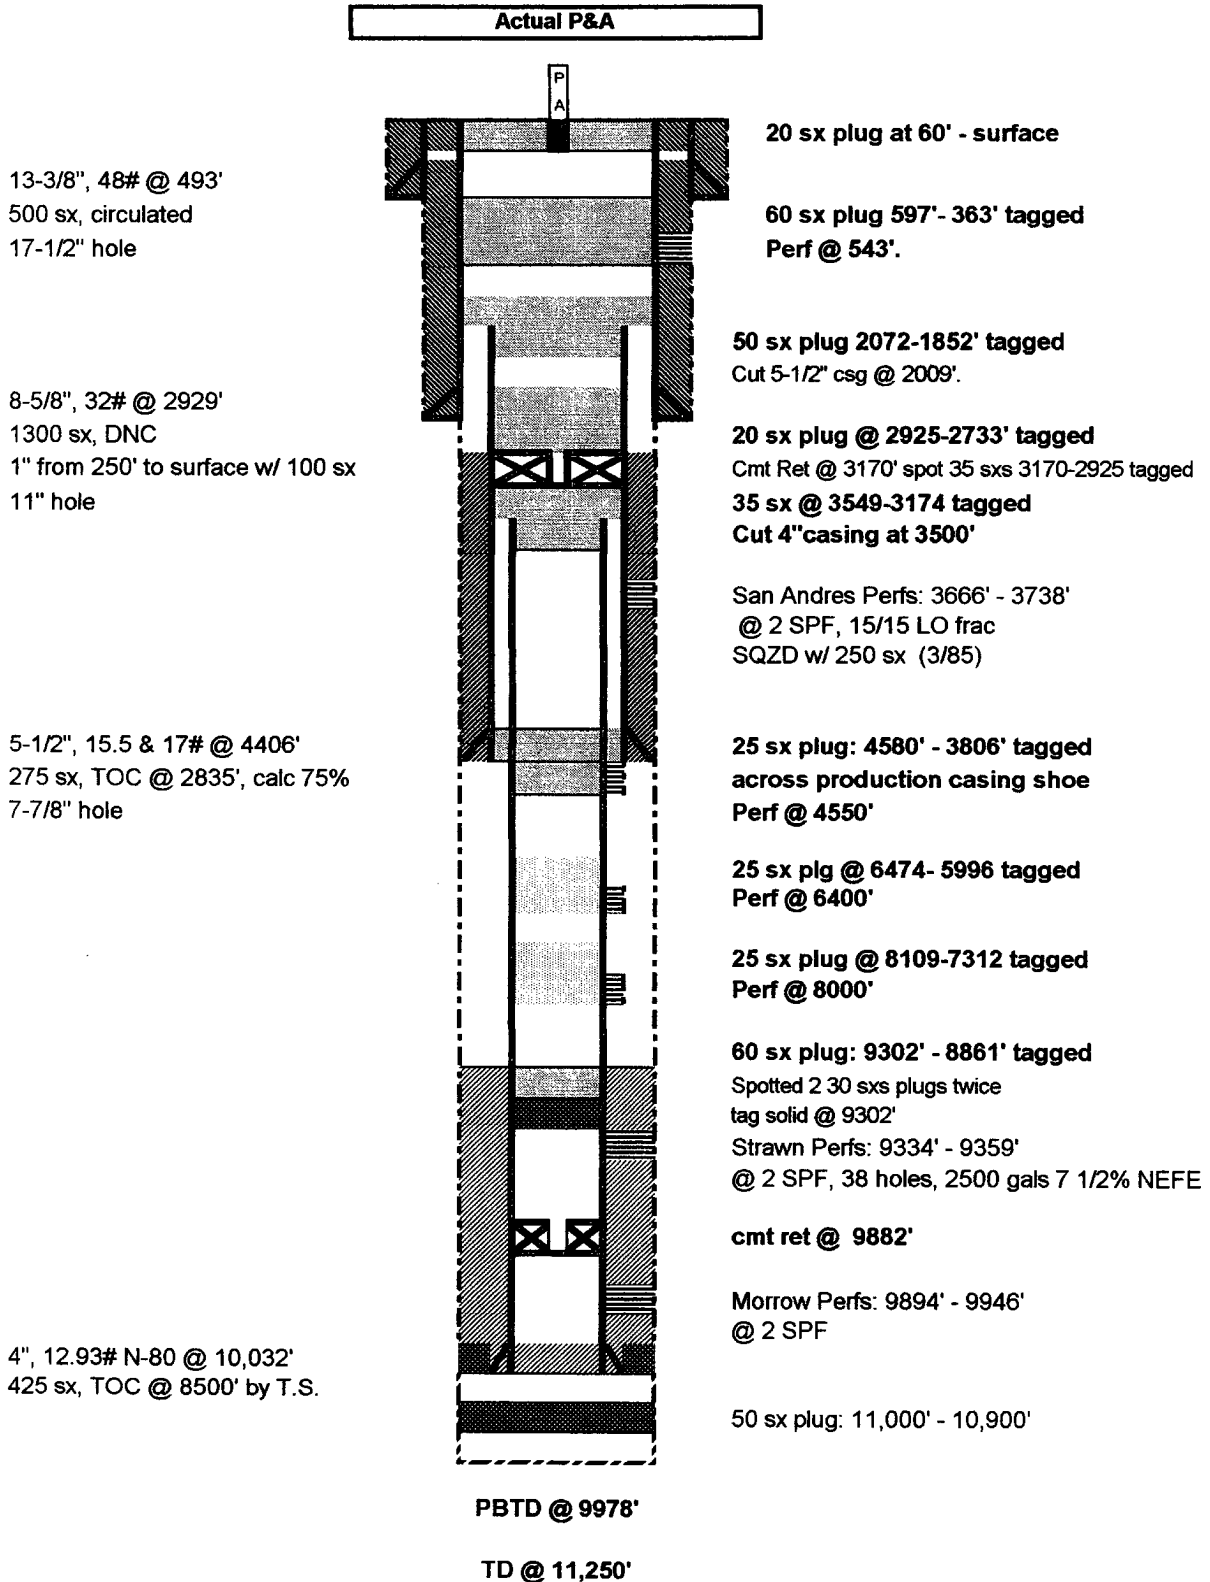 Actual P&A
P
A
20 sx plug at 60' - surface
13-3/8", 48# @ 493'
500 sx, circulated
17-1/2" hole
60 sx plug 597'- 363' tagged
Perf @ 543'.
50 sx plug 2072-1852' tagged
Cut 5-1/2" csg @ 2009'.
8-5/8", 32# @ 2929'
1300 sx, DNC
1" from 250' to surface w/ 100 sx
11" hole
20 sx plug @ 2925-2733' tagged
Cmt Ret @ 3170' spot 35 sxs 3170-2925 tagged
35 sx @ 3549-3174 tagged
Cut 4"casing at 3500'
San Andres Perfs: 3666' - 3738'
@ 2 SPF, 15/15 LO frac
SQZD w/ 250 sx (3/85)
5-1/2", 15.5 & 17# @ 4406'
275 sx, TOC @ 2835', calc 75%
7-7/8" hole
25 sx plug: 4580' - 3806' tagged
across production casing shoe
Perf @ 4550'
25 sx plg @ 6474- 5996 tagged
Perf @ 6400'
25 sx plug @ 8109-7312 tagged
Perf @ 8000'
60 sx plug: 9302' - 8861' tagged
Spotted 2 30 sxs plugs twice
tag solid @ 9302'
Strawn Perfs: 9334' - 9359'
@ 2 SPF, 38 holes, 2500 gals 7 1/2% NEFE
cmt ret @ 9882'
Morrow Perfs: 9894' - 9946'
@ 2 SPF
4", 12.93# N-80 @ 10,032'
425 sx, TOC @ 8500' by T.S.
50 sx plug: 11,000' - 10,900'
PBTD @ 9978'
TD @ 11,250'